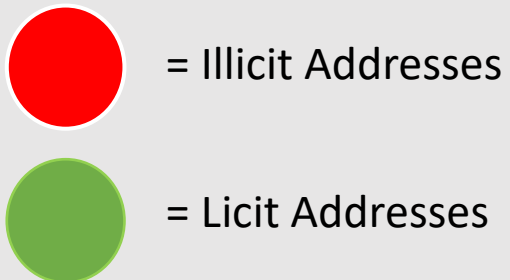 = Illicit Addresses
= Licit Addresses